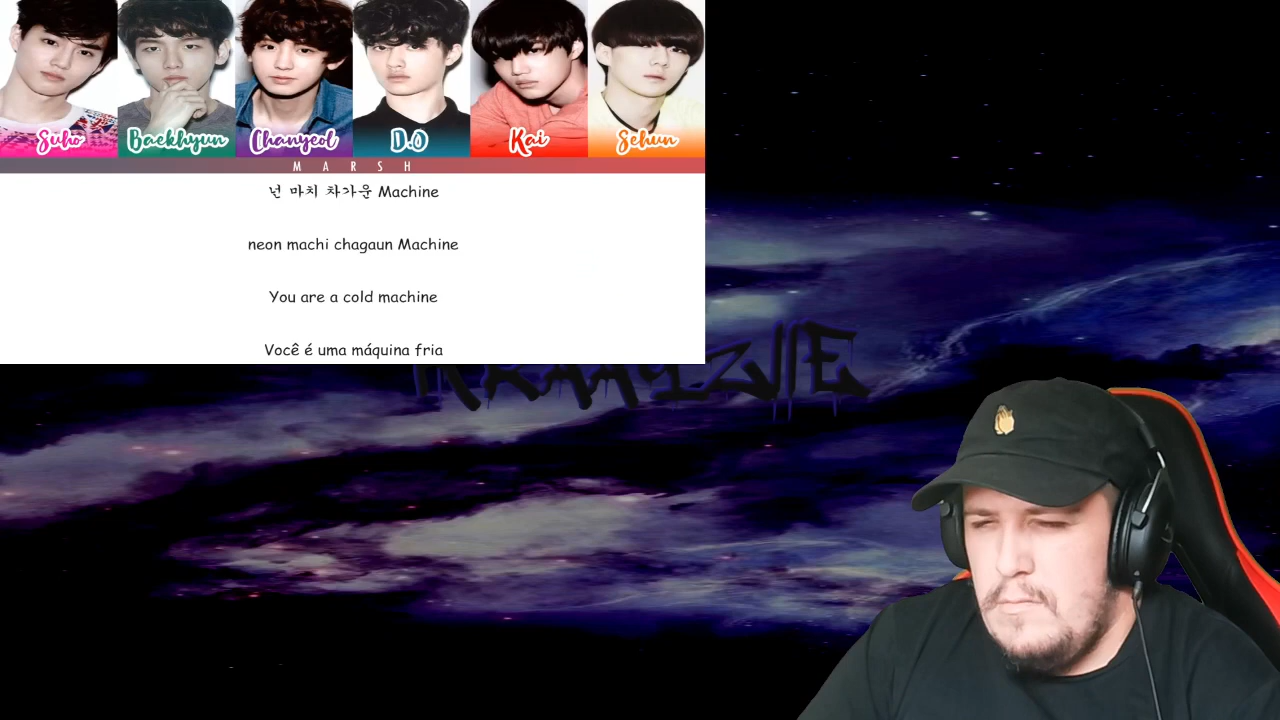 Suho Baekhyun Chanyeol D.O Kai Sehun
MARSH
넌 마치 차가운 Machine
neon machi chagaun Machine
You are a cold machine
Você é uma máquina fria